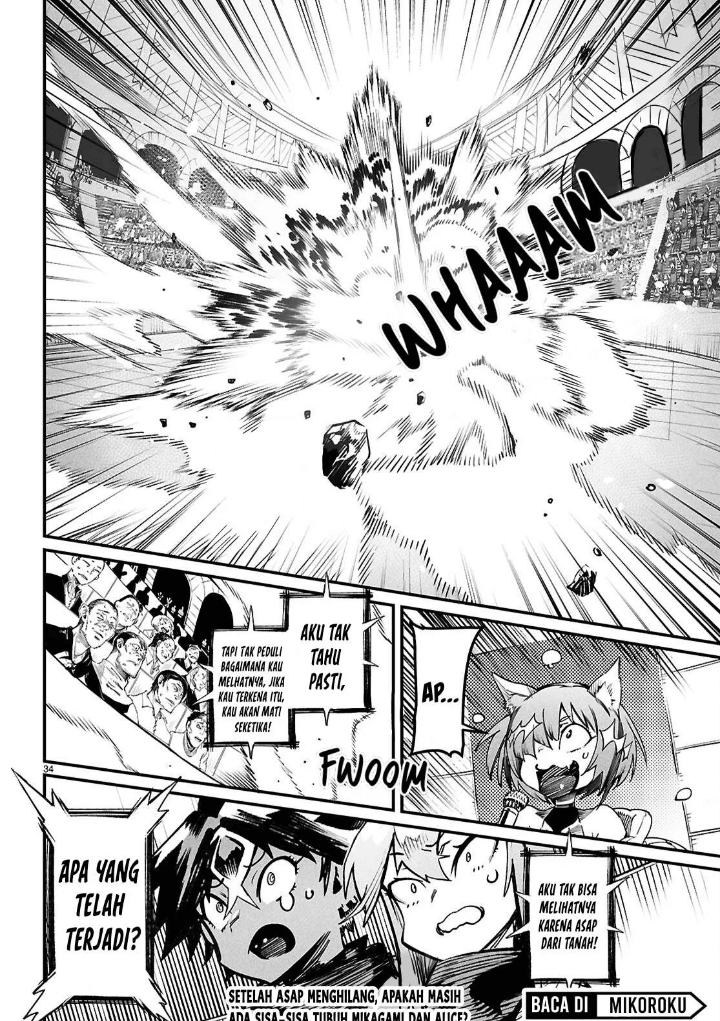 WHAAAM
AP...
AKU TAK
TAHU
PASTI,
TAPI TAK PEDULI
BAGAIMANA KAU
MELHATNYA, JIKA
KAU TERKENA ITU,
KAU AKAN MATI
SEKETIKA!
FWOOM
34
AKU TAK BISA
MELIHATNYA
KARENA ASAP
DARI TANAH!
APA YANG
TELAH
TERJADI?
SETELAH ASAP MENGHILANG, APAKAH MASIH
ADA SISA-SISA TUBUH MIKAGAMI DAN ALICE?
BACA DI MIKOROKU